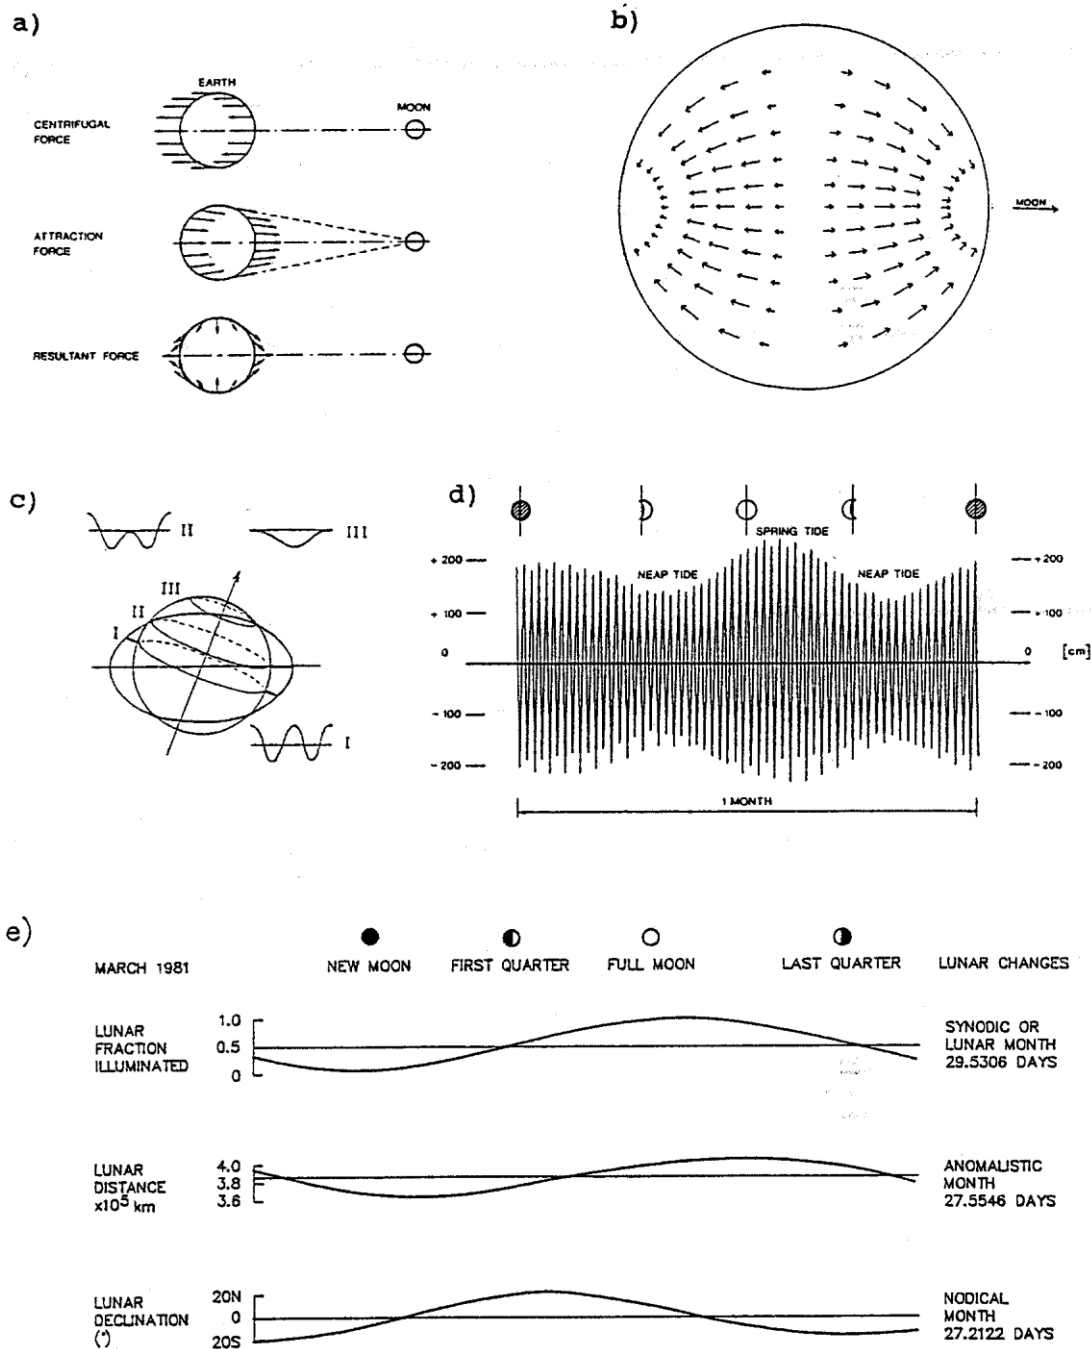 a)
EARTH
MOON
CENTRIFUGAL
FORCE
ATTRACTION
FORCE
RESULTANT FORCE
b)
MOON
c)
II
III
III
II
I
I
d)
SPRING TIDE
NEAP TIDE
NEAP TIDE
+ 200
+ 100
0
- 100
- 200
+ 200
+ 100
0 [cm]
- 100
- 200
1 MONTH
e)
MARCH 1981
NEW MOON
FIRST QUARTER
FULL MOON
LAST QUARTER
LUNAR CHANGES
LUNAR
FRACTION
ILLUMINATED
1.0
0.5
0
SYNODIC OR
LUNAR MONTH
29.5306 DAYS
LUNAR
DISTANCE
x10⁵ km
4.0
3.8
3.6
ANOMALISTIC
MONTH
27.5546 DAYS
LUNAR
DECLINATION
(°)
20N
0
20S
NODICAL
MONTH
27.2122 DAYS